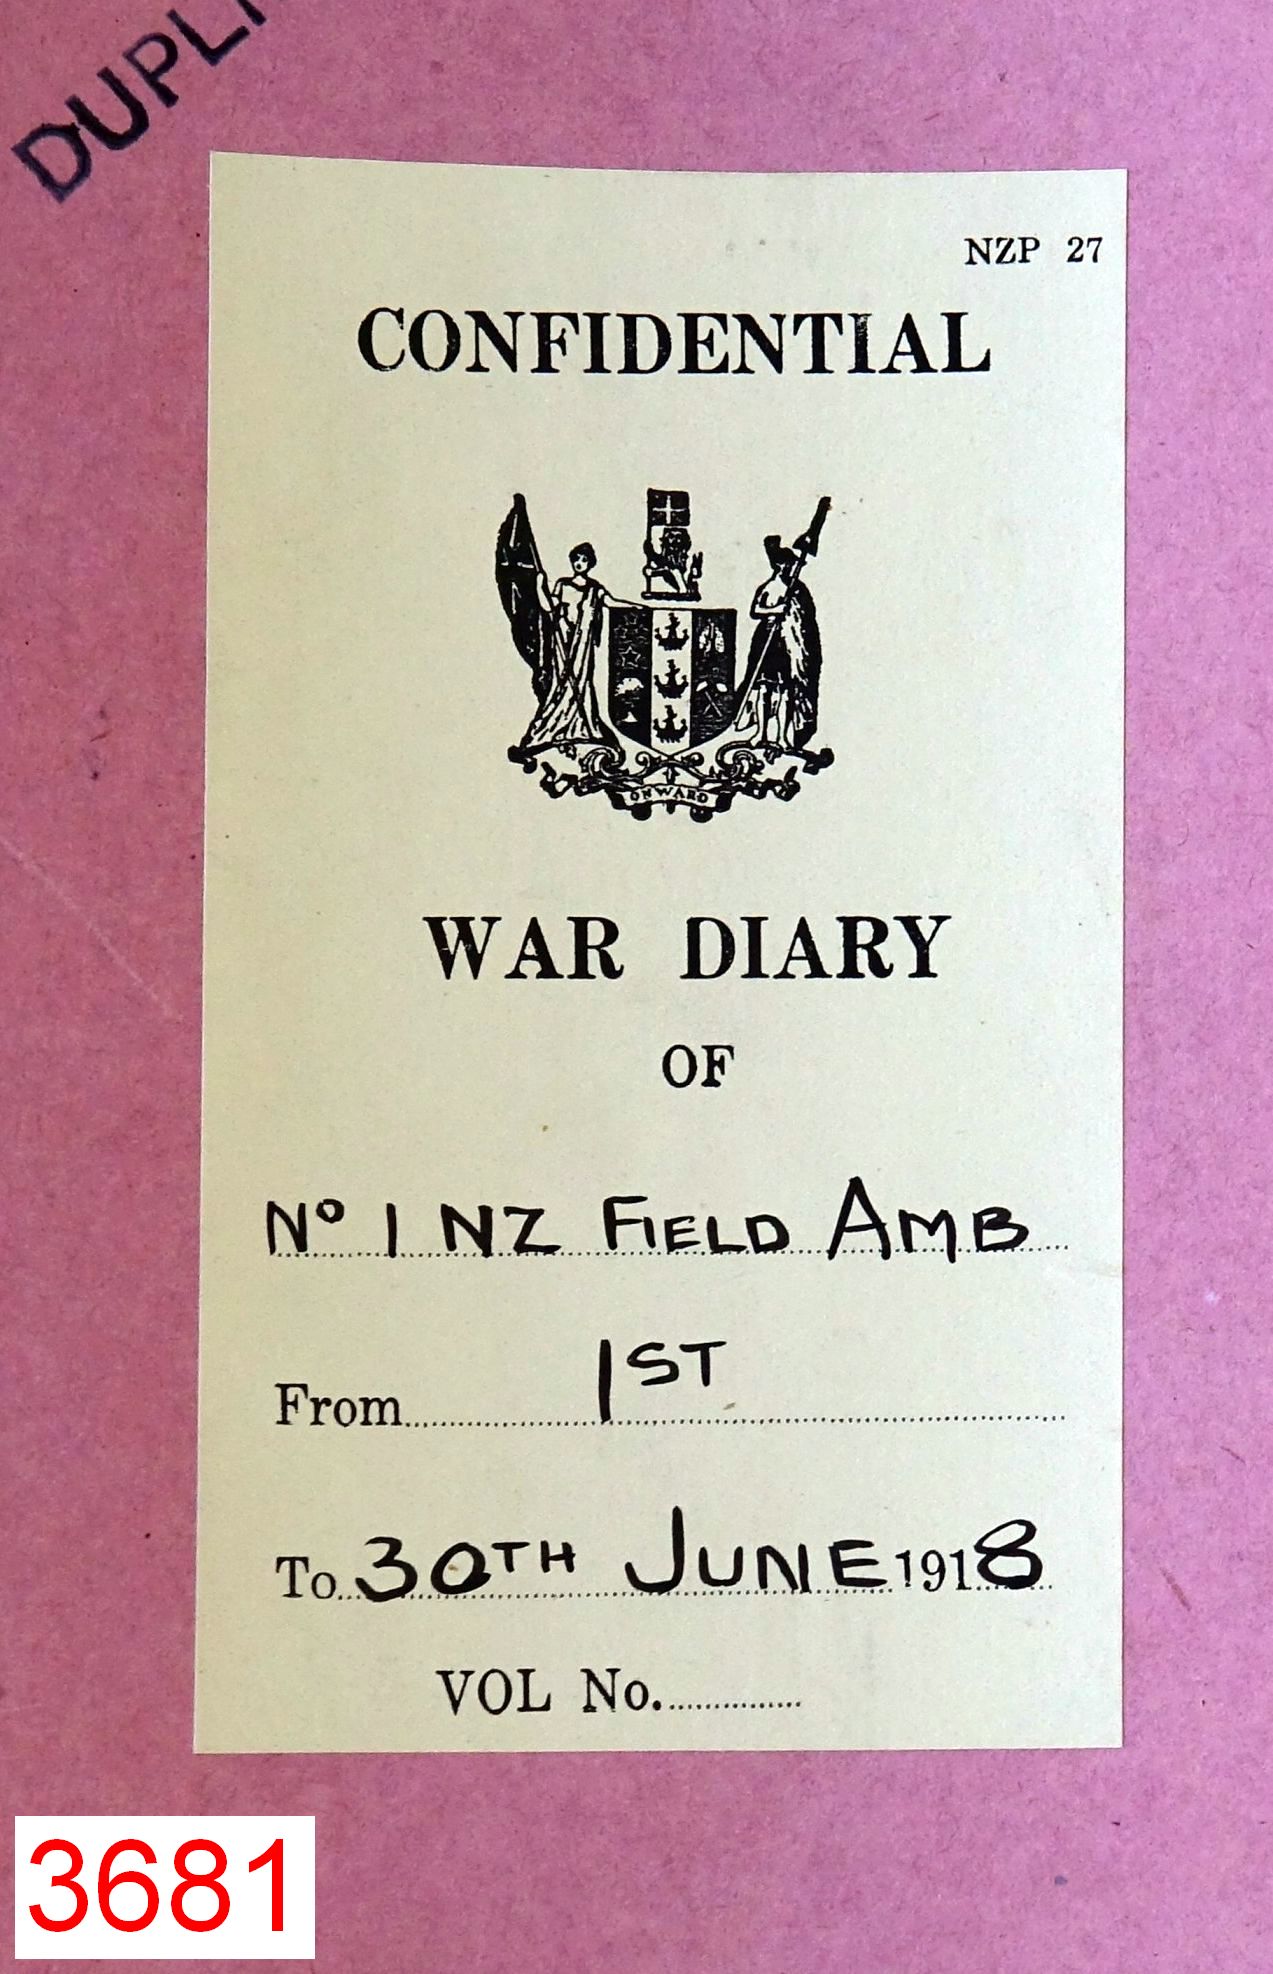 NZP 27
CONFIDENTIAL
ONWARD
WAR DIARY
OF
Nº 1 NZ FIELD AMB
From 1ST
To 30TH JUNE 1918
VOL No.
3681